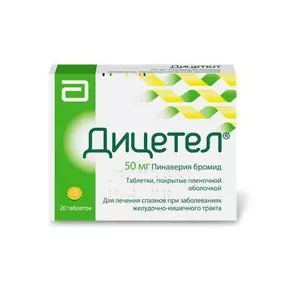 Дицетел®
50 мг Пинаверия бромид
Таблетки, покрытые пленочной
оболочкой
Для лечения спазмов при заболеваниях
желудочно-кишечного тракта
20 таблеток